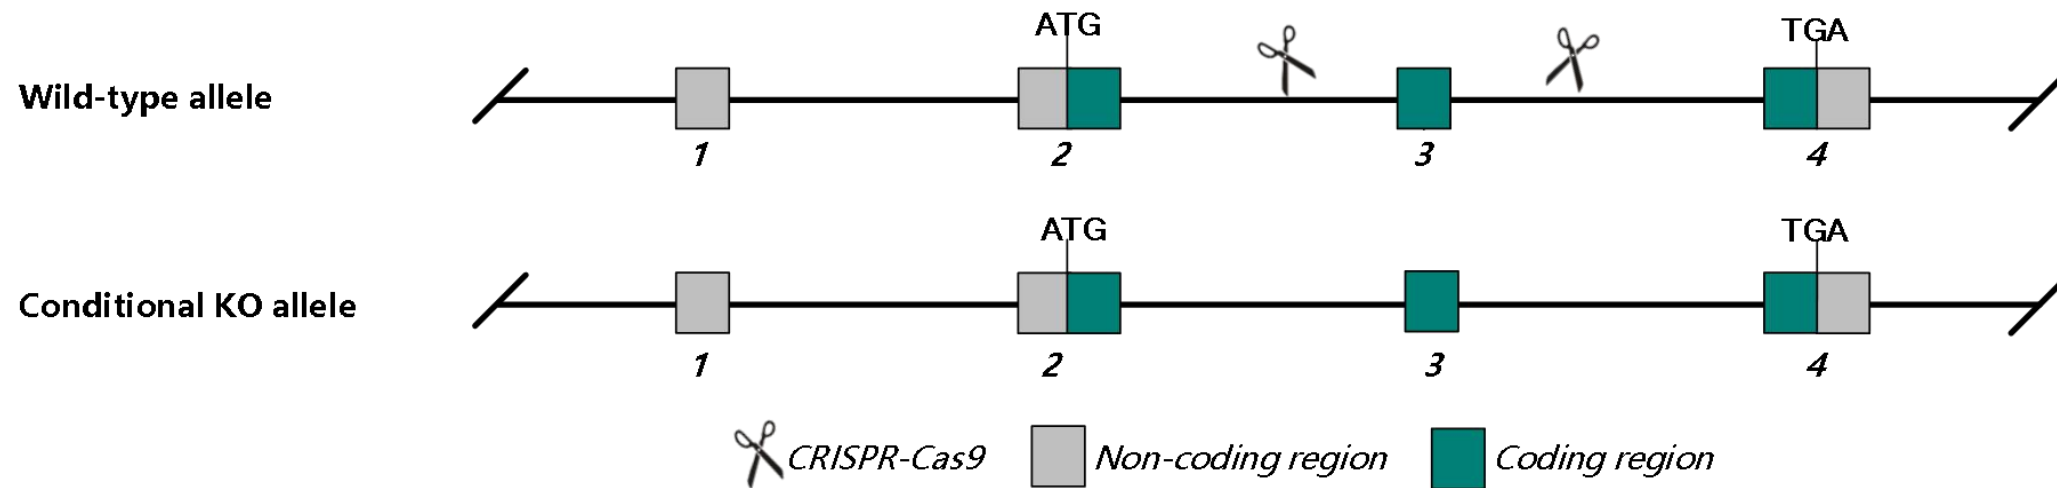 ATG TGA
Wild-type allele
1 2 3 4
ATG TGA
Conditional KO allele
1 2 3 4
CRISPR-Cas9 Non-coding region Coding region